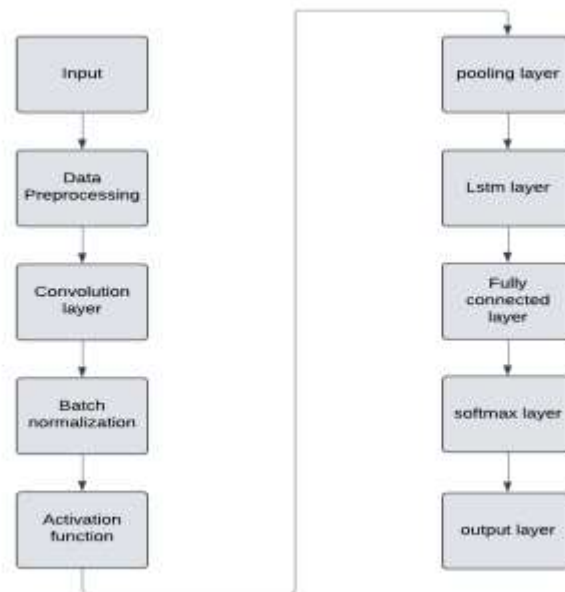 Input
Data
Preprocessing
Convolution
layer
Batch
normalization
Activation
function
pooling layer
Lstm layer
Fully
connected
layer
softmax layer
output layer